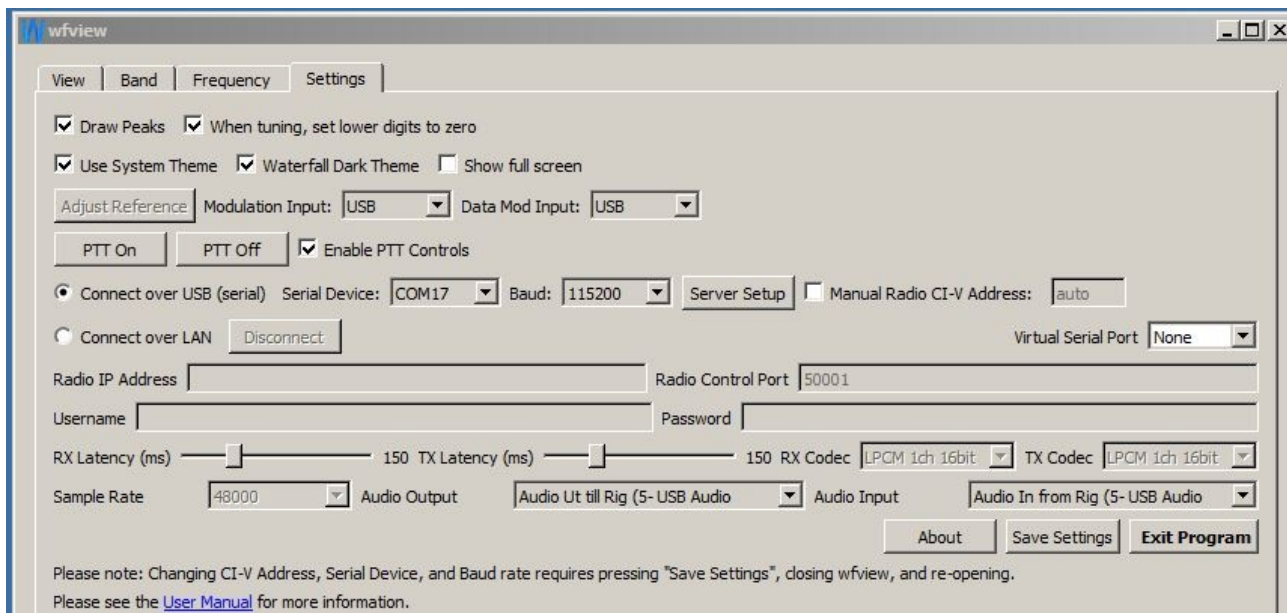 wfview
View Band Frequency Settings
Draw Peaks When tuning, set lower digits to zero
Use System Theme Waterfall Dark Theme Show full screen
Adjust Reference Modulation Input: USB Data Mod Input: USB
PTT On PTT Off Enable PTT Controls
Connect over USB (serial) Serial Device: COM17 Baud: 115200 Server Setup Manual Radio CI-V Address: auto
Connect over LAN Disconnect Virtual Serial Port None
Radio IP Address Radio Control Port 50001
Username Password
RX Latency (ms) 150 TX Latency (ms) 150 RX Codec LPCM 1ch 16bit TX Codec LPCM 1ch 16bit
Sample Rate 48000 Audio Output Audio Ut till Rig (5- USB Audio Audio Input Audio In from Rig (5- USB Audio
About Save Settings Exit Program
Please note: Changing CI-V Address, Serial Device, and Baud rate requires pressing "Save Settings", closing wfview, and re-opening.
Please see the User Manual for more information.